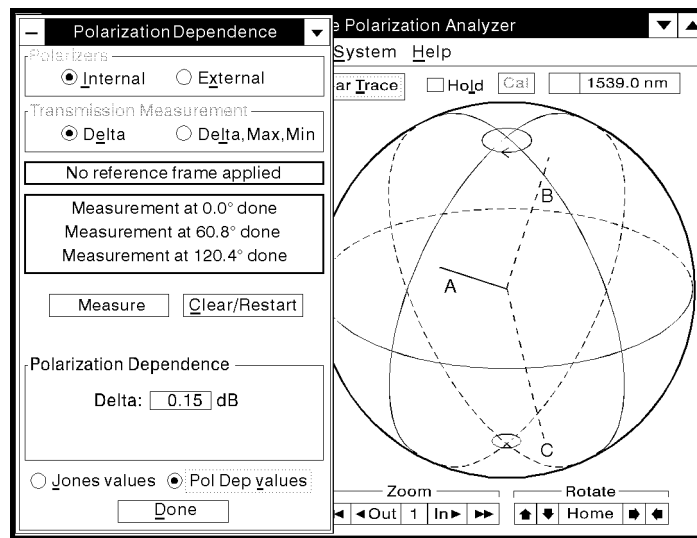 Polarization Dependence
e Polarization Analyzer
System Help
Polarizers
Internal External
ar Trace Hold Cal 1539.0 nm
Transmission Measurement
Delta Delta, Max, Min
No reference frame applied
Measurement at 0.0° done
Measurement at 60.8° done
Measurement at 120.4° done
Measure Clear/Restart
Polarization Dependence
Delta: 0.15 dB
Jones values Pol Dep values
Done
B
A
C
Zoom
Out 1 In
Rotate
Home